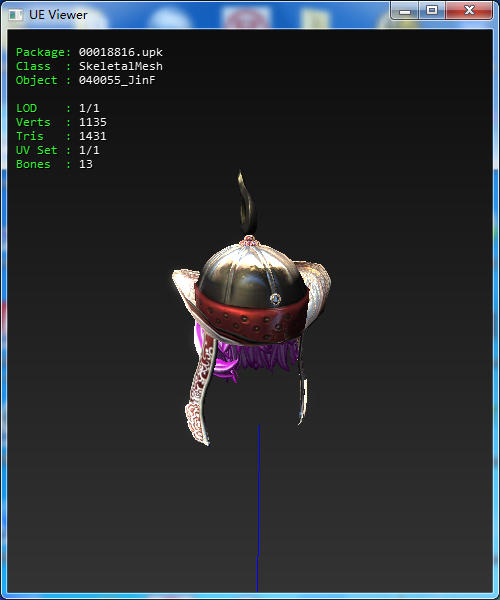 UE Viewer
Package: 00018816.upk
Class  : SkeletalMesh
Object : 040055_JinF
LOD    : 1/1
Verts  : 1135
Tris   : 1431
UV Set : 1/1
Bones  : 13